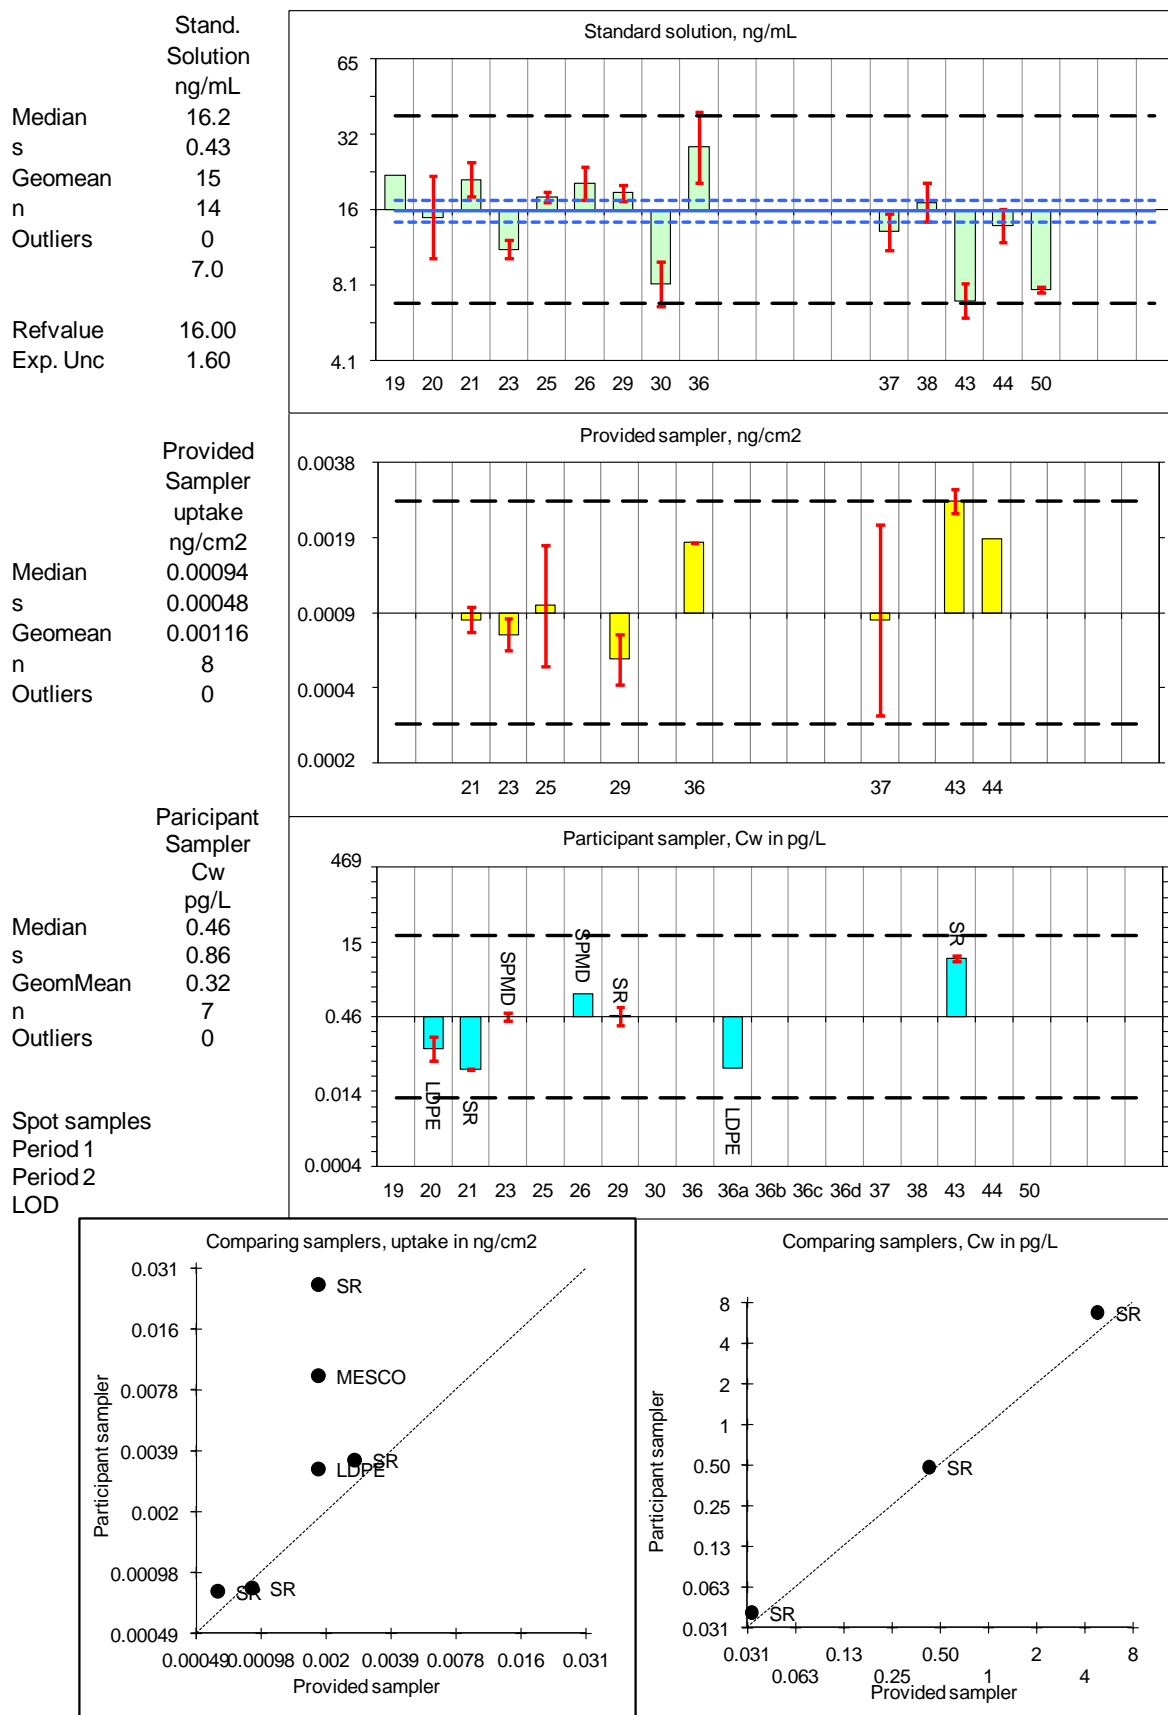 Stand.
Solution
ng/mL
Median 16.2
s 0.43
Geomean 15
n 14
Outliers 0
7.0
Refvalue 16.00
Exp. Unc 1.60
Standard solution, ng/mL
65
32
16
8.1
4.1
19 20 21 23 25 26 29 30 36 37 38 43 44 50
Provided
Sampler
uptake
ng/cm2
Median 0.00094
s 0.00048
Geomean 0.00116
n 8
Outliers 0
Provided sampler, ng/cm2
0.0038
0.0019
0.0009
0.0004
0.0002
21 23 25 29 36 37 43 44
Paricipant
Sampler
Cw
pg/L
Median 0.46
s 0.86
GeomMean 0.32
n 7
Outliers 0
Spot samples
Period 1
Period 2
LOD
Participant sampler, Cw in pg/L
469
15
0.46
0.014
0.0004
LDPE
SR
SPMD
SPMD
SR
LDPE
SR
19 20 21 23 25 26 29 30 36 36a 36b 36c 36d 37 38 43 44 50
Comparing samplers, uptake in ng/cm2
Participant sampler
0.031
0.016
0.0078
0.0039
0.002
0.00098
0.00049
SR
MESCO
SR
LDPE
SR
SR
0.00049 0.00098 0.002 0.0039 0.0078 0.016 0.031
Provided sampler
Comparing samplers, Cw in pg/L
Participant sampler
8
4
2
1
0.50
0.25
0.13
0.063
0.031
SR
SR
SR
0.031 0.13 0.50 2 8
0.063 0.25 1 4
Provided sampler